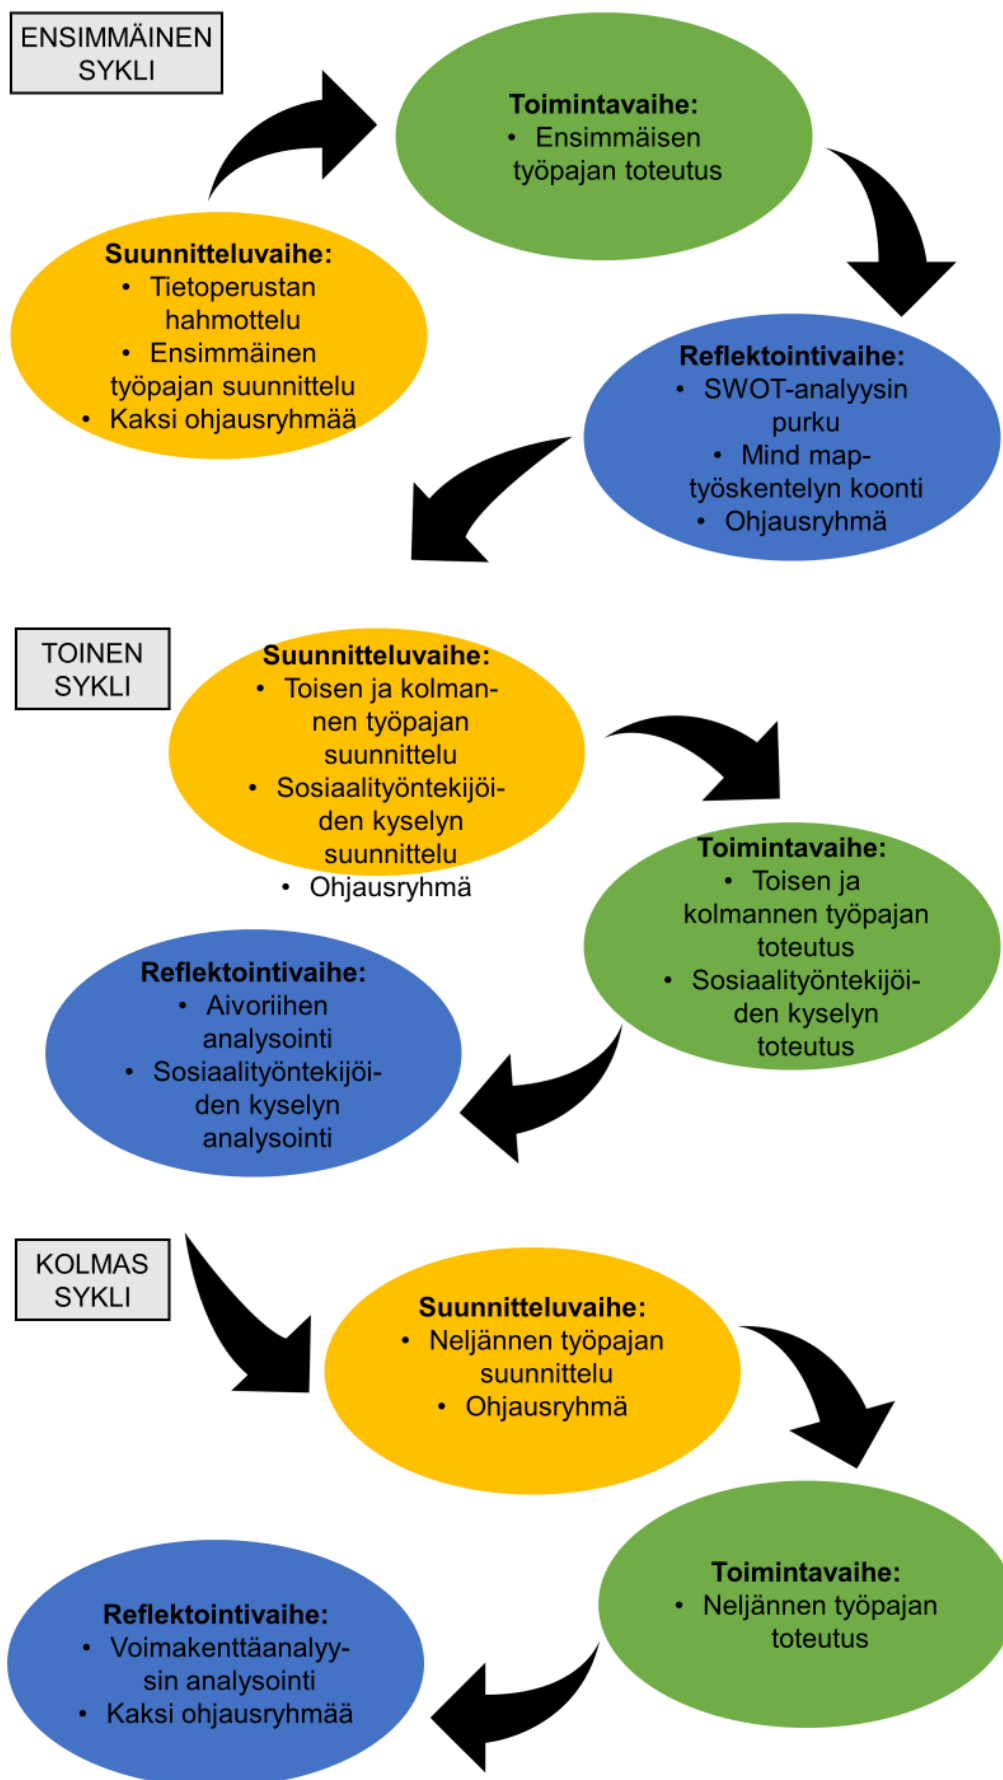 ENSIMMÄINEN
SYKLI
Suunnitteluvaihe:
• Tietoperustan
hahmottelu
• Ensimmäinen
työpajan suunnittelu
• Kaksi ohjausryhmää
Toimintavaihe:
• Ensimmäisen
työpajan toteutus
Reflektointivaihe:
• SWOT-analyysin
purku
• Mind map-
työskentelyn koonti
• Ohjausryhmä
TOINEN
SYKLI
Suunnitteluvaihe:
• Toisen ja kolman-
nen työpajan
suunnittelu
• Sosiaalityöntekijöi-
den kyselyn
suunnittelu
• Ohjausryhmä
Toimintavaihe:
• Toisen ja
kolmannen työpajan
toteutus
• Sosiaalityöntekijöi-
den kyselyn
toteutus
Reflektointivaihe:
• Aivoriihen
analysointi
• Sosiaalityöntekijöi-
den kyselyn
analysointi
KOLMAS
SYKLI
Suunnitteluvaihe:
• Neljännen työpajan
suunnittelu
• Ohjausryhmä
Toimintavaihe:
• Neljännen työpajan
toteutus
Reflektointivaihe:
• Voimakenttäanalyy-
sin analysointi
• Kaksi ohjausryhmää